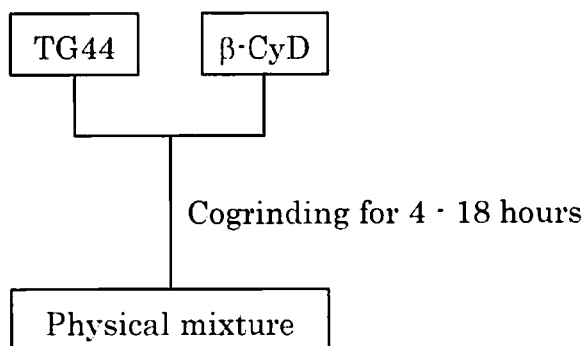 TG44
β-CyD
Cogrinding for 4 - 18 hours
Physical mixture